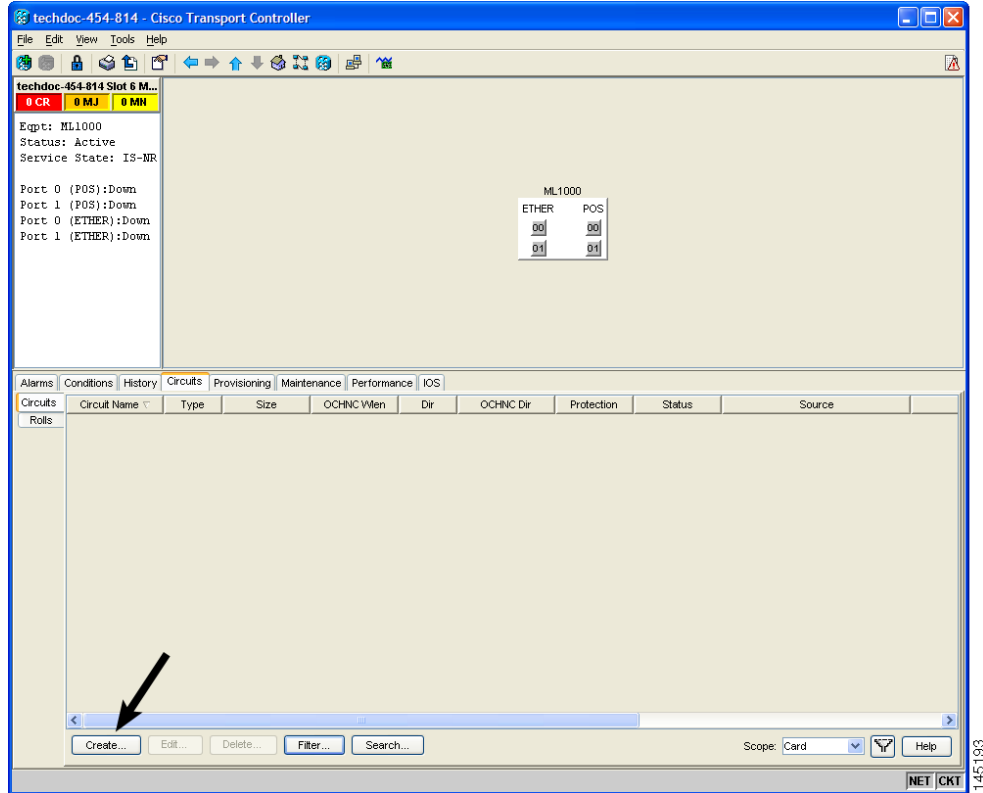 techdoc-454-814 - Cisco Transport Controller
File Edit View Tools Help
techdoc-454-814 Slot 6 M...
0 CR 0 MJ 0 MN
Eqpt: ML1000
Status: Active
Service State: IS-NR
Port 0 (POS):Down
Port 1 (POS):Down
Port 0 (ETHER):Down
Port 1 (ETHER):Down
ML1000
ETHER POS
00 00
01 01
Alarms Conditions History Circuits Provisioning Maintenance Performance IOS
Circuits
Rolls
Circuit Name Type Size OCHNC Wlen Dir OCHNC Dir Protection Status Source
Create... Edit... Delete... Filter... Search... Scope: Card Help
NET CKT
145193